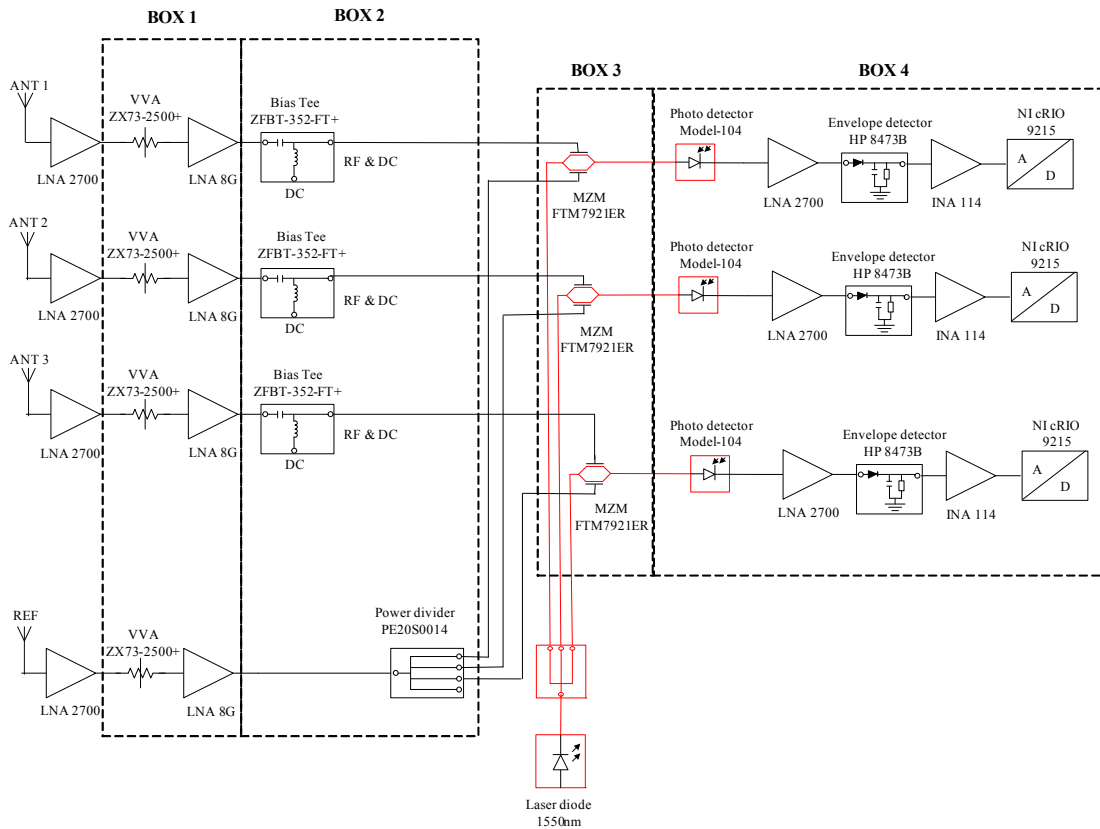 BOX 1
BOX 2
BOX 3
BOX 4
ANT 1
VVA
ZX73-2500+
LNA 2700
LNA 8G
Bias Tee
ZFBT-352-FT+
RF & DC
DC
MZM
FTM7921ER
Photo detector
Model-104
LNA 2700
Envelope detector
HP 8473B
INA 114
NI cRIO
9215
A
D
ANT 2
VVA
ZX73-2500+
LNA 2700
LNA 8G
Bias Tee
ZFBT-352-FT+
RF & DC
DC
MZM
FTM7921ER
Photo detector
Model-104
LNA 2700
Envelope detector
HP 8473B
INA 114
NI cRIO
9215
A
D
ANT 3
VVA
ZX73-2500+
LNA 2700
LNA 8G
Bias Tee
ZFBT-352-FT+
RF & DC
DC
MZM
FTM7921ER
Photo detector
Model-104
LNA 2700
Envelope detector
HP 8473B
INA 114
NI cRIO
9215
A
D
REF
VVA
ZX73-2500+
LNA 2700
LNA 8G
Power divider
PE20S0014
Laser diode
1550nm